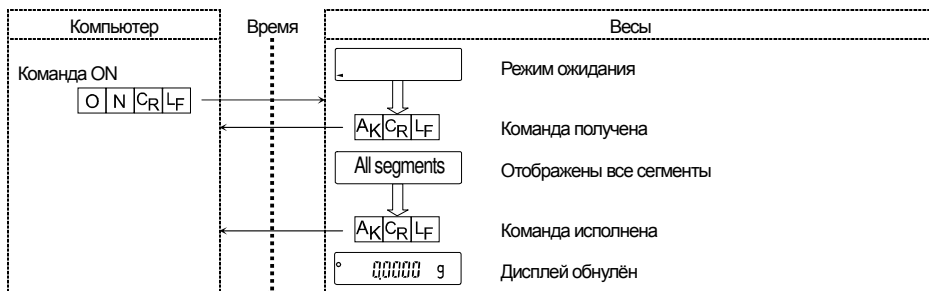 Компьютер Время Весы
Режим ожидания
Команда ON
O N CR LF
AK CR LF Команда получена
All segments Отображены все сегменты
AK CR LF Команда исполнена
0.0000 g Дисплей обнулён